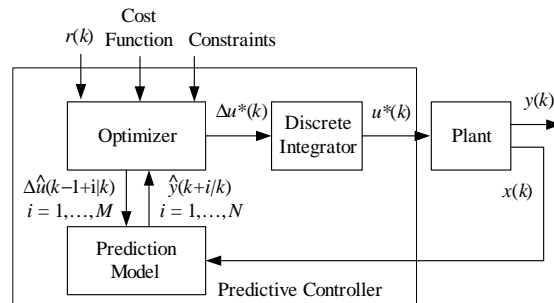 Cost
Function
r(k)
Constraints
Optimizer
Δu*(k)
Discrete
Integrator
u*(k)
Plant
y(k)
x(k)
Δû(k−1+i|k)
i = 1,…,M
ŷ(k+i/k)
i = 1,…,N
Prediction
Model
Predictive Controller